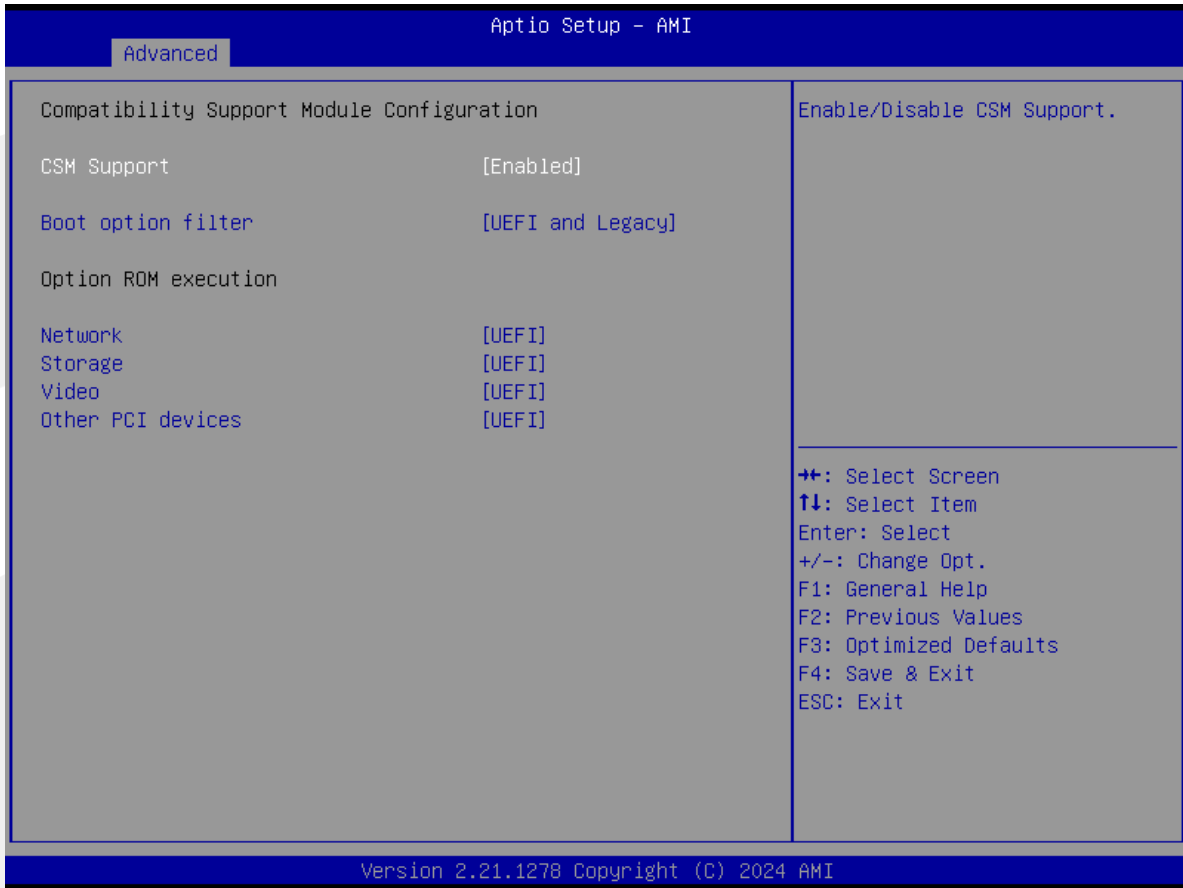 Aptio Setup – AMI
Advanced
Compatibility Support Module Configuration
CSM Support [Enabled]
Boot option filter [UEFI and Legacy]
Option ROM execution
Network [UEFI]
Storage [UEFI]
Video [UEFI]
Other PCI devices [UEFI]
Enable/Disable CSM Support.
→←: Select Screen
↑↓: Select Item
Enter: Select
+/-: Change Opt.
F1: General Help
F2: Previous Values
F3: Optimized Defaults
F4: Save & Exit
ESC: Exit
Version 2.21.1278 Copyright (C) 2024 AMI